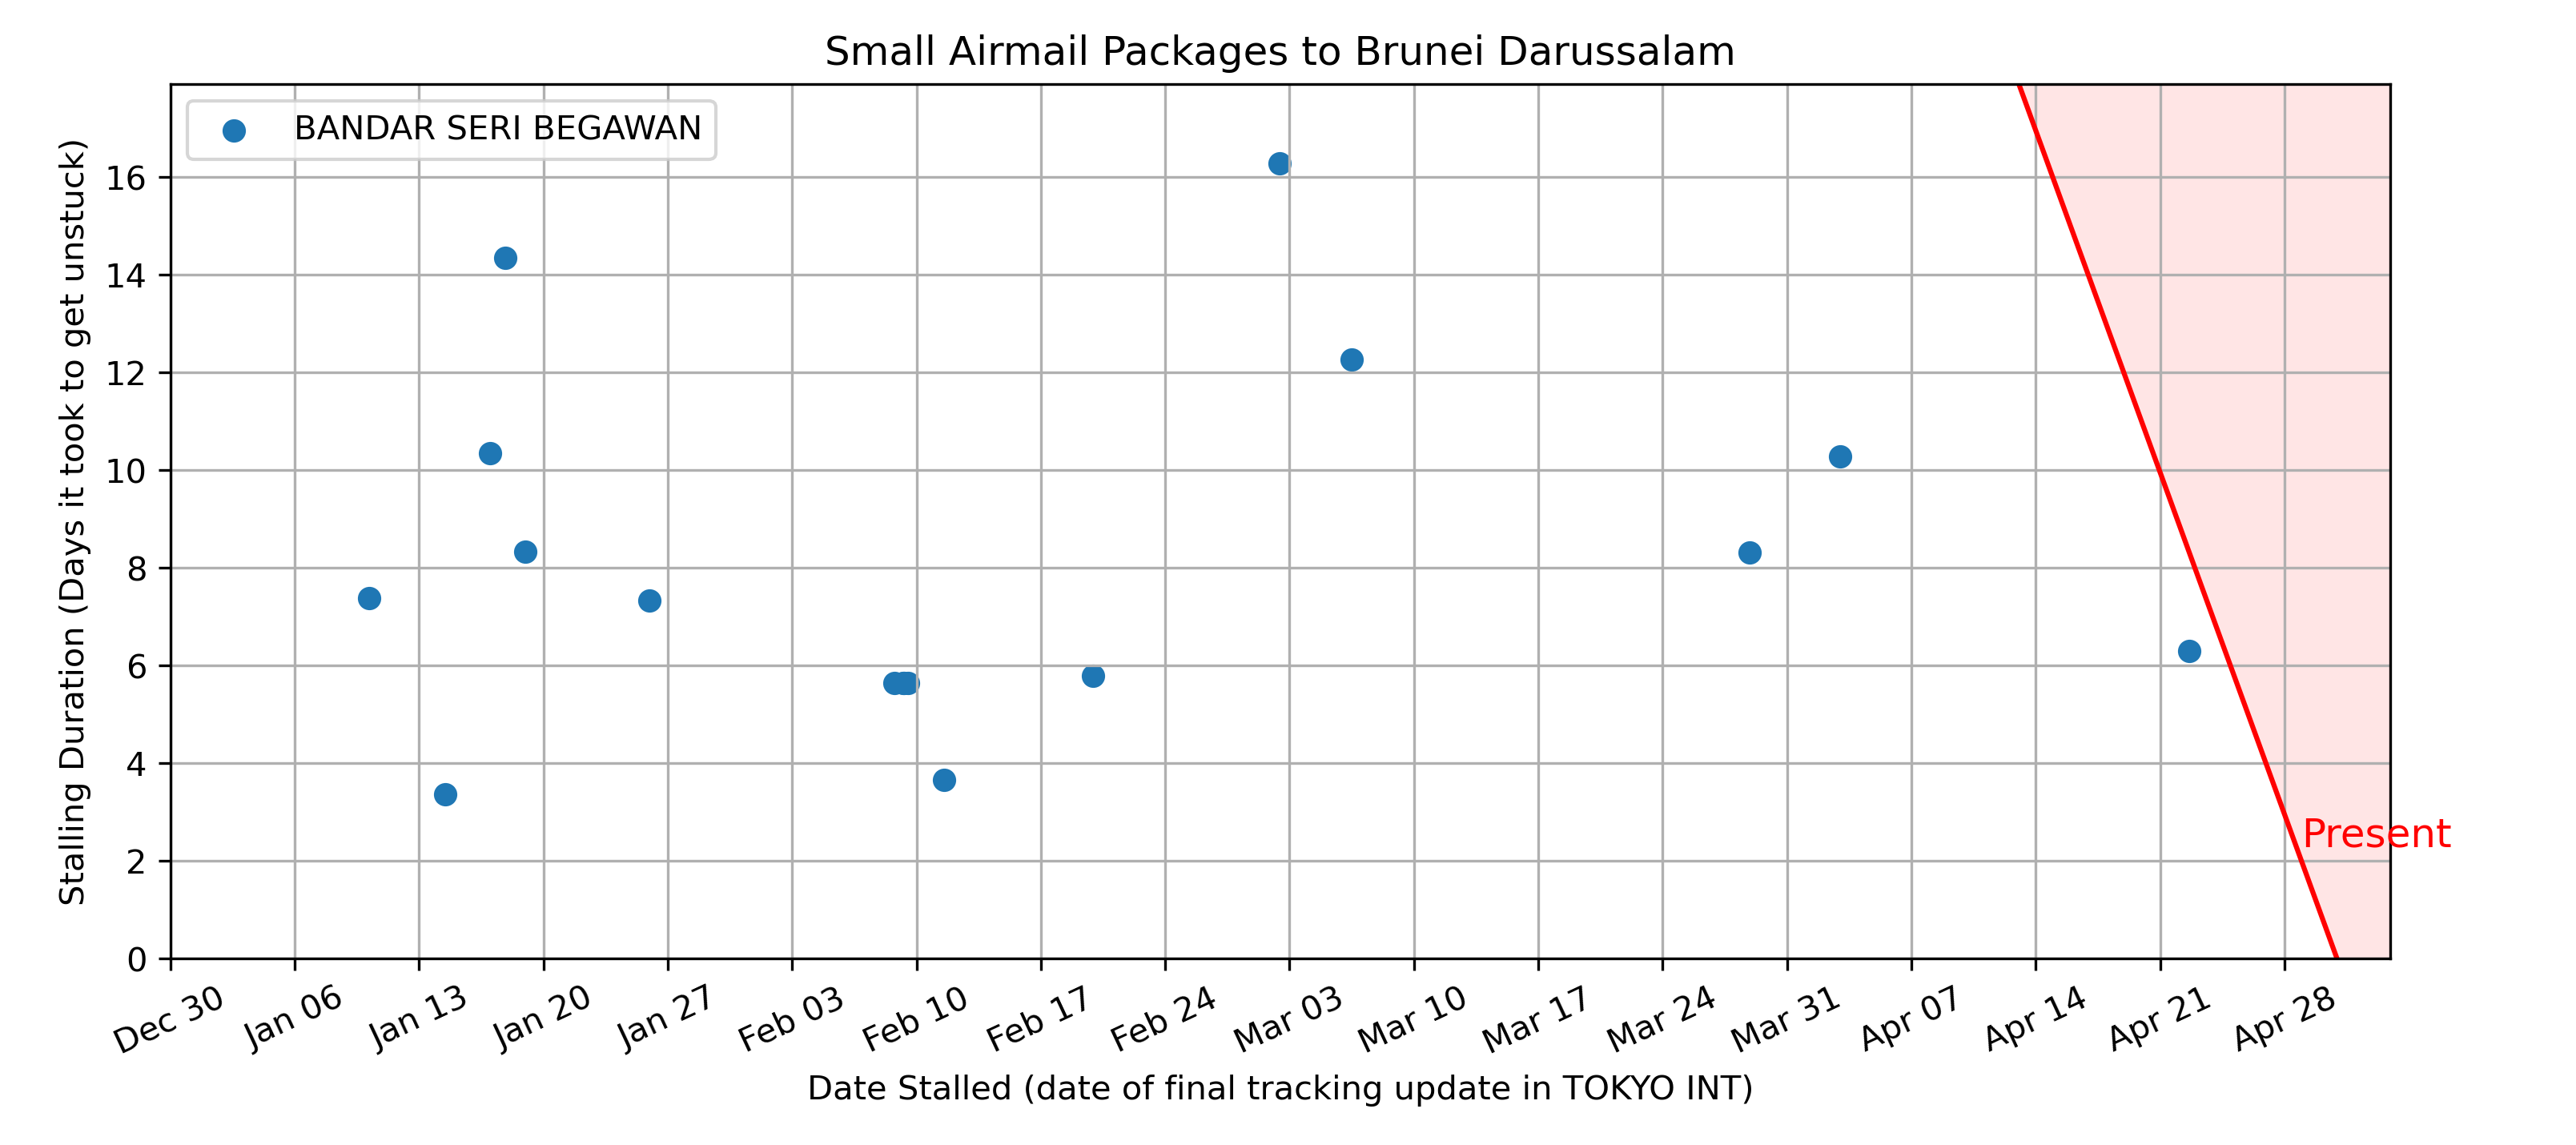 Small Airmail Packages to Brunei Darussalam
BANDAR SERI BEGAWAN
Stalling Duration (Days it took to get unstuck)
16
14
12
10
8
6
4
2
0
Present
Dec 30
Jan 06
Jan 13
Jan 20
Jan 27
Feb 03
Feb 10
Feb 17
Feb 24
Mar 03
Mar 10
Mar 17
Mar 24
Mar 31
Apr 07
Apr 14
Apr 21
Apr 28
Date Stalled (date of final tracking update in TOKYO INT)